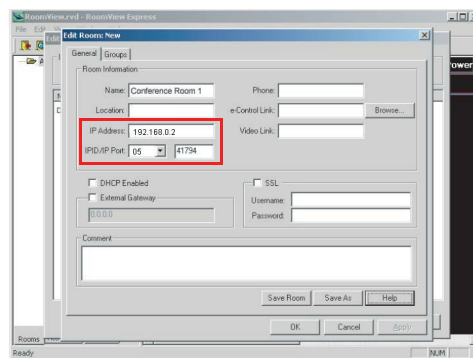 RoomView.rvd - RoomView Express
File Edit
Edit Room: New
General Groups
Room Information
Name: Conference Room 1 Phone:
Location: e-Control Link: Browse...
IP Address: 192.168.0.2 Video Link:
IPID/IP Port: 05 41794
DHCP Enabled SSL
External Gateway Username:
0.0.0.0 Password:
Comment
Save Room Save As Help
OK Cancel Apply
Rooms
Ready NUM